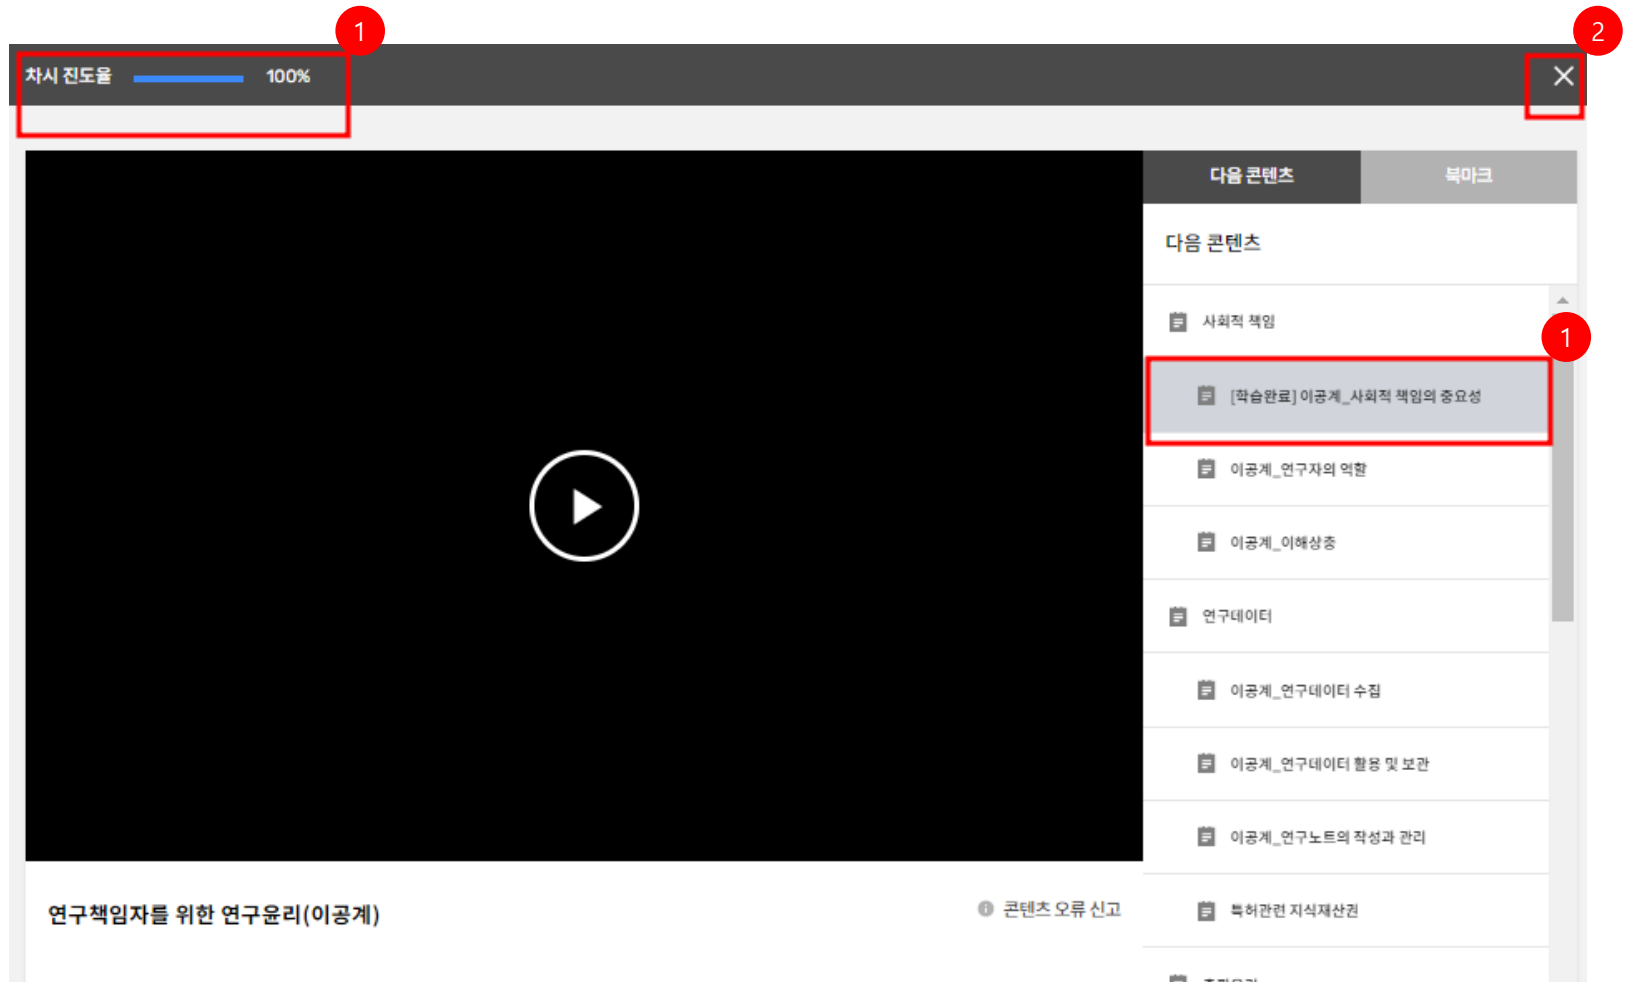 1
2
차시 진도율 100%
다음 콘텐츠 북마크
다음 콘텐츠
사회적 책임
1
[학습완료] 이공계_사회적 책임의 중요성
이공계_연구자의 역할
이공계_이해상충
연구데이터
이공계_연구데이터 수집
이공계_연구데이터 활용 및 보관
이공계_연구노트의 작성과 관리
특허관련 지식재산권
연구책임자를 위한 연구윤리(이공계)
콘텐츠 오류 신고